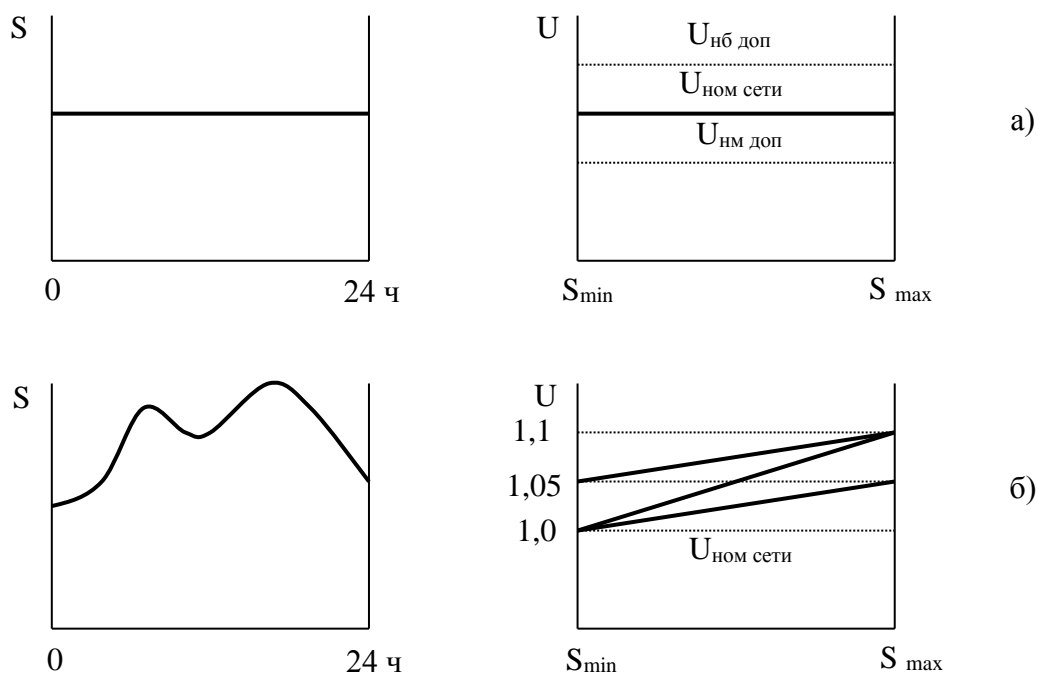 S
U
U нб доп
U ном сети
U нм доп
а)
0
24 ч
S min
S max
S
U
1,1
1,05
1,0
U ном сети
б)
0
24 ч
S min
S max